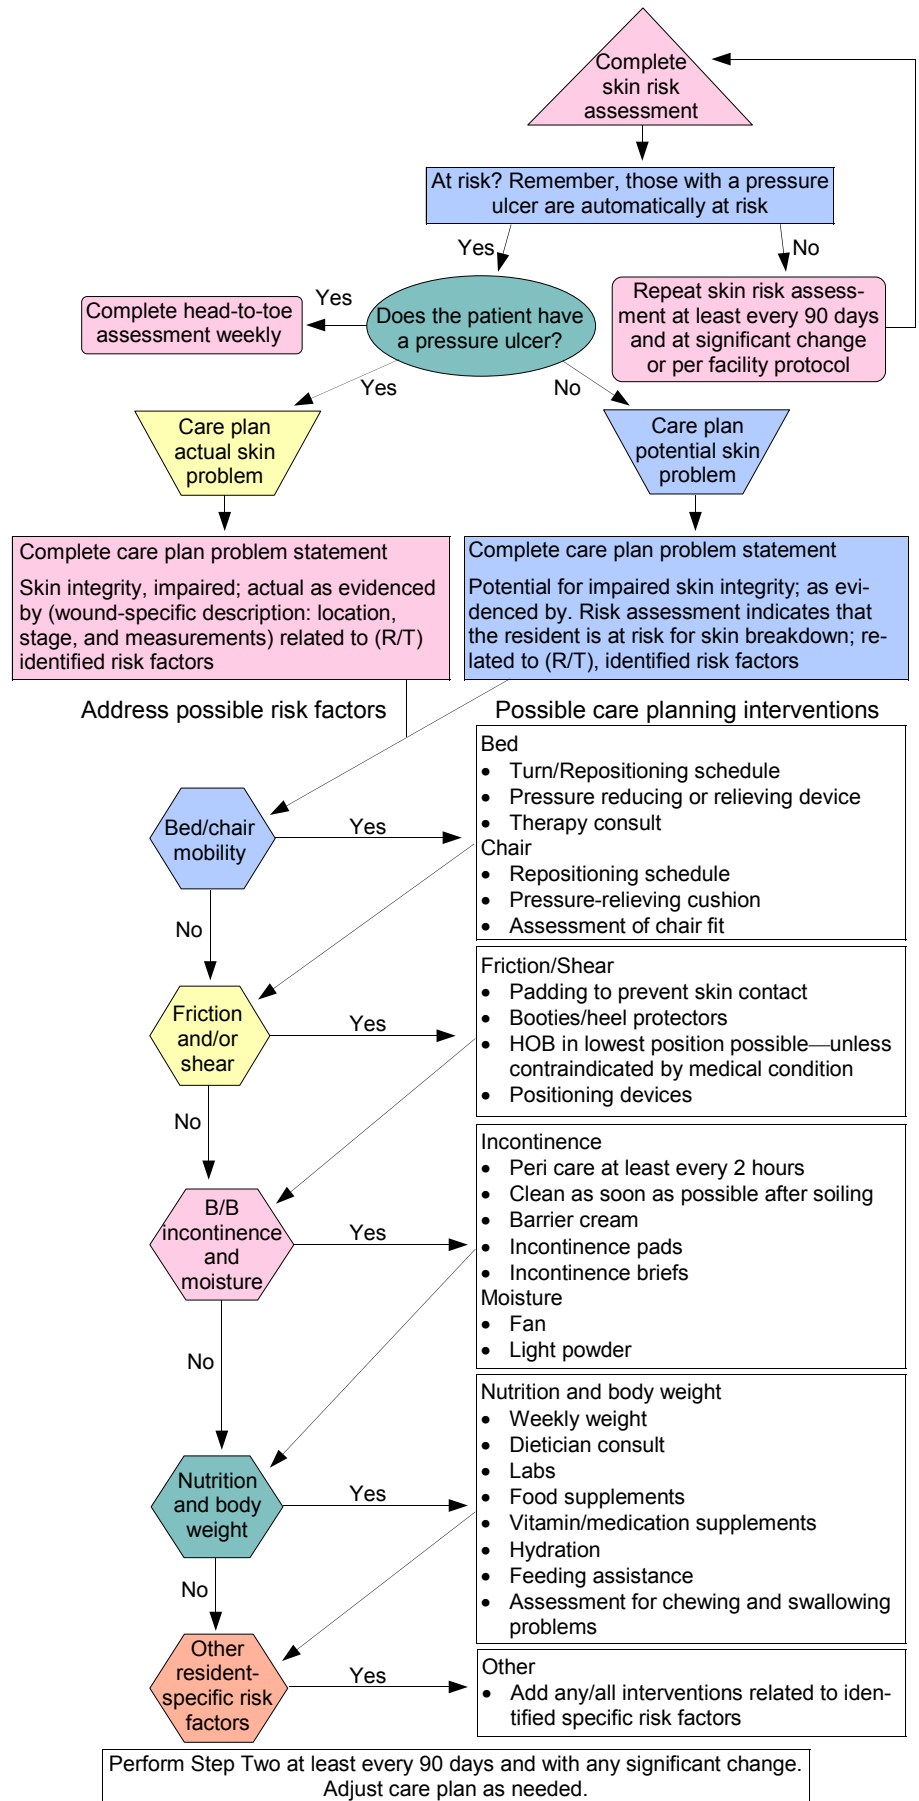 Complete
skin risk
assessment
At risk? Remember, those with a pressure
ulcer are automatically at risk
Yes
No
Repeat skin risk assess-
ment at least every 90 days
and at significant change
or per facility protocol
Does the patient have
a pressure ulcer?
Yes
Complete head-to-toe
assessment weekly
Yes
No
Care plan
actual skin
problem
Care plan
potential skin
problem
Complete care plan problem statement
Skin integrity, impaired; actual as evidenced
by (wound-specific description: location,
stage, and measurements) related to (R/T)
identified risk factors
Complete care plan problem statement
Potential for impaired skin integrity; as evi-
denced by. Risk assessment indicates that
the resident is at risk for skin breakdown; re-
lated to (R/T), identified risk factors
Address possible risk factors
Possible care planning interventions
Bed/chair
mobility
Yes
Bed
• Turn/Repositioning schedule
• Pressure reducing or relieving device
• Therapy consult
Chair
• Repositioning schedule
• Pressure-relieving cushion
• Assessment of chair fit
No
Friction
and/or
shear
Yes
Friction/Shear
• Padding to prevent skin contact
• Booties/heel protectors
• HOB in lowest position possible—unless
contraindicated by medical condition
• Positioning devices
No
B/B
incontinence
and
moisture
Yes
Incontinence
• Peri care at least every 2 hours
• Clean as soon as possible after soiling
• Barrier cream
• Incontinence pads
• Incontinence briefs
Moisture
• Fan
• Light powder
No
Nutrition
and body
weight
Yes
Nutrition and body weight
• Weekly weight
• Dietician consult
• Labs
• Food supplements
• Vitamin/medication supplements
• Hydration
• Feeding assistance
• Assessment for chewing and swallowing
problems
No
Other
resident-
specific risk
factors
Yes
Other
• Add any/all interventions related to iden-
tified specific risk factors
Perform Step Two at least every 90 days and with any significant change.
Adjust care plan as needed.